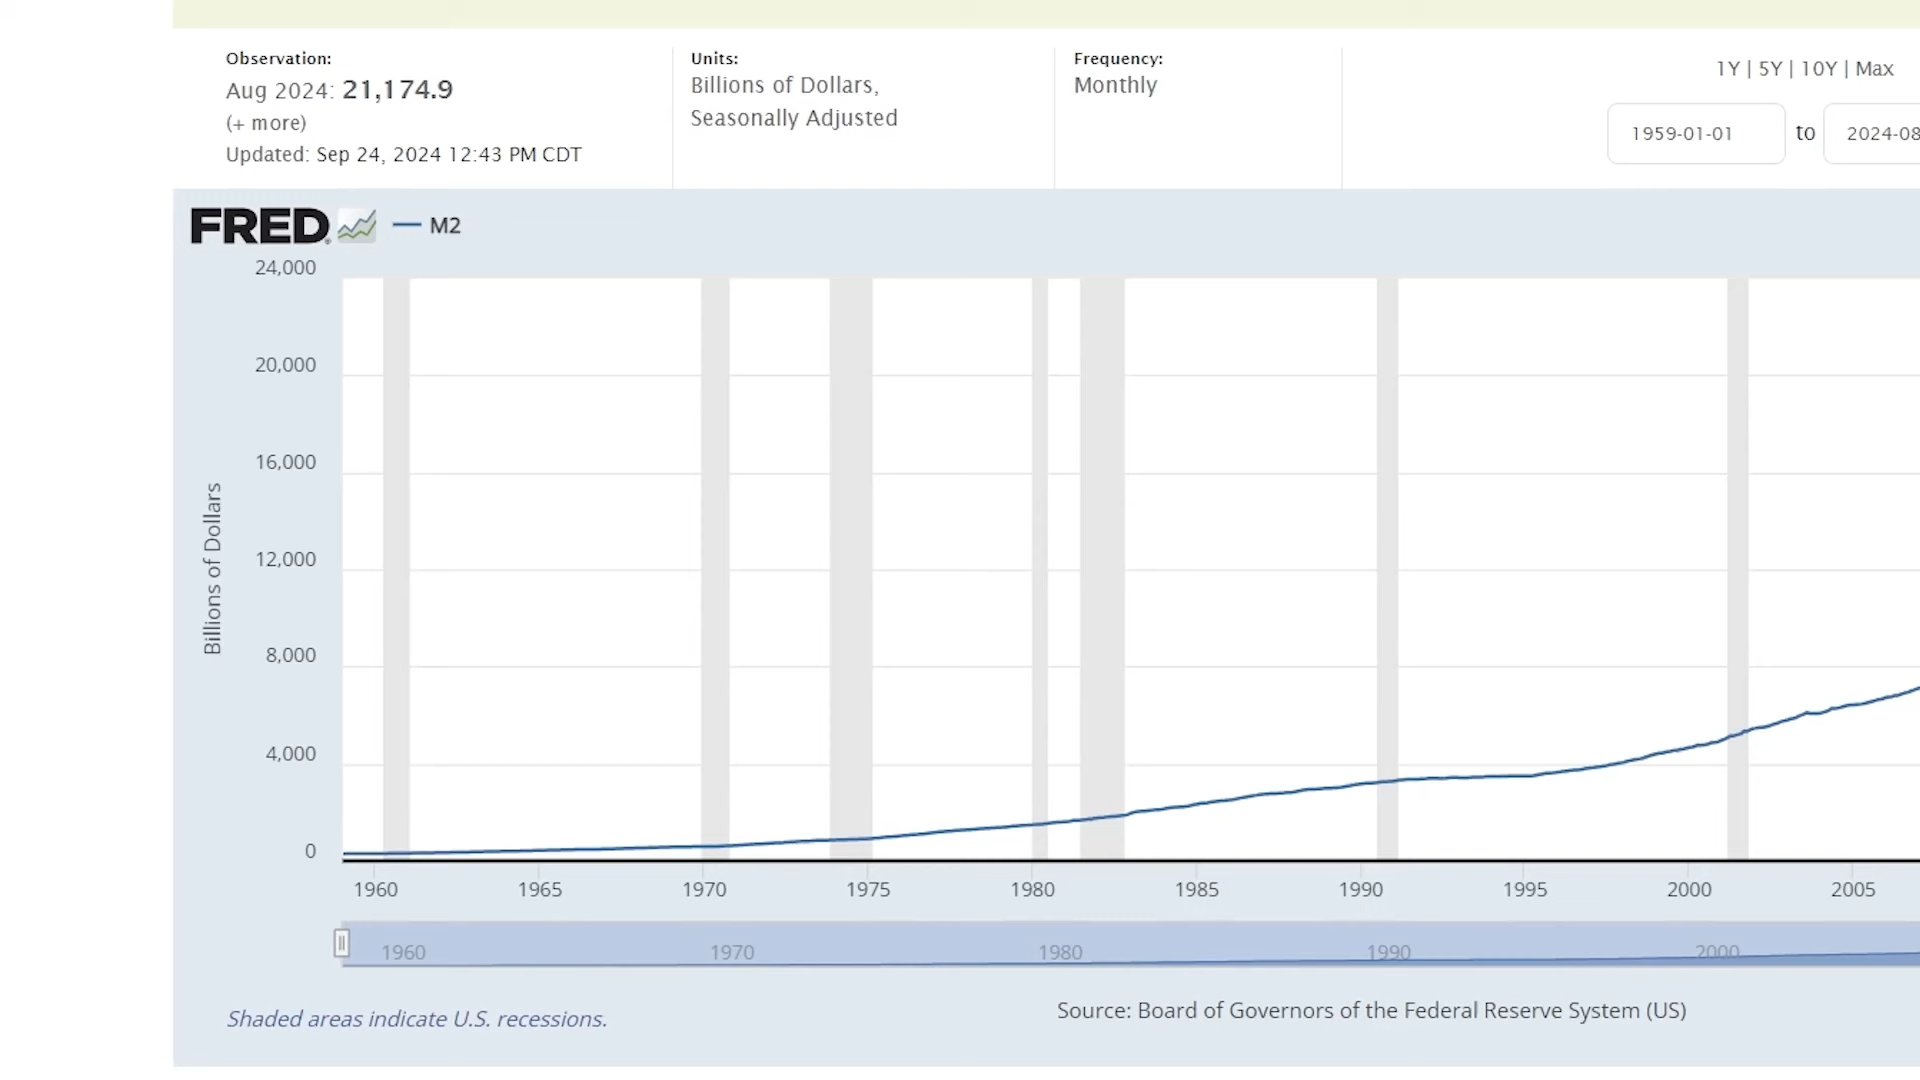 Observation:
Aug 2024: 21,174.9
(+ more)
Updated: Sep 24, 2024 12:43 PM CDT
Units:
Billions of Dollars,
Seasonally Adjusted
Frequency:
Monthly
1Y | 5Y | 10Y | Max
1959-01-01 to 2024-08
FRED M2
24,000
20,000
16,000
12,000
8,000
4,000
0
Billions of Dollars
1960 1965 1970 1975 1980 1985 1990 1995 2000 2005
1960 1970 1980 1990 2000
Shaded areas indicate U.S. recessions.
Source: Board of Governors of the Federal Reserve System (US)